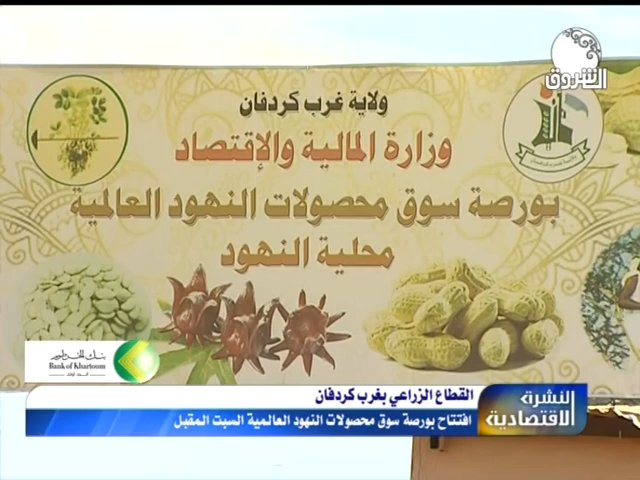 الشروق
ولاية غرب كردفان
وزارة المالية والإقتصاد
بورصة سوق محصولات النهود العالمية
محلية النهود
بنك الخرطوم
Bank of Khartoum
النشرة
الاقتصادية
القطاع الزراعي بغرب كردفان
افتتاح بورصة سوق محصولات النهود العالمية السبت المقبل